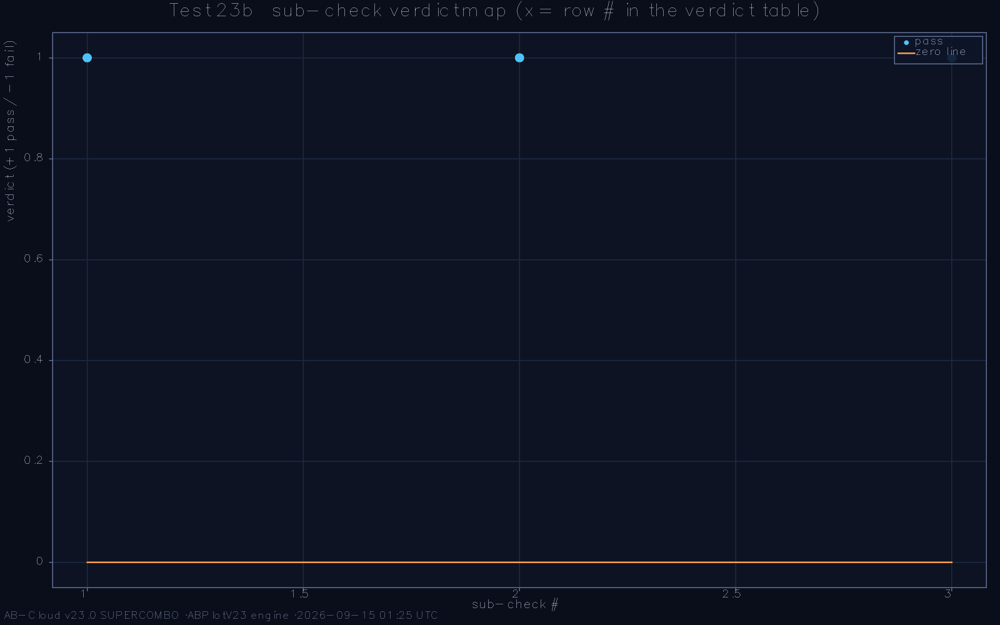 Test23b sub-check verdict map (x = row # in the verdict table)
verdict (+1 pass / -1 fail)
pass
zero line
1
0.8
0.6
0.4
0.2
0
1 1.5 2 2.5 3
sub-check #
AB-Cloud v23.0 SUPERCOMBO · ABPlotV23 engine · 2026-09-15 01:25 UTC